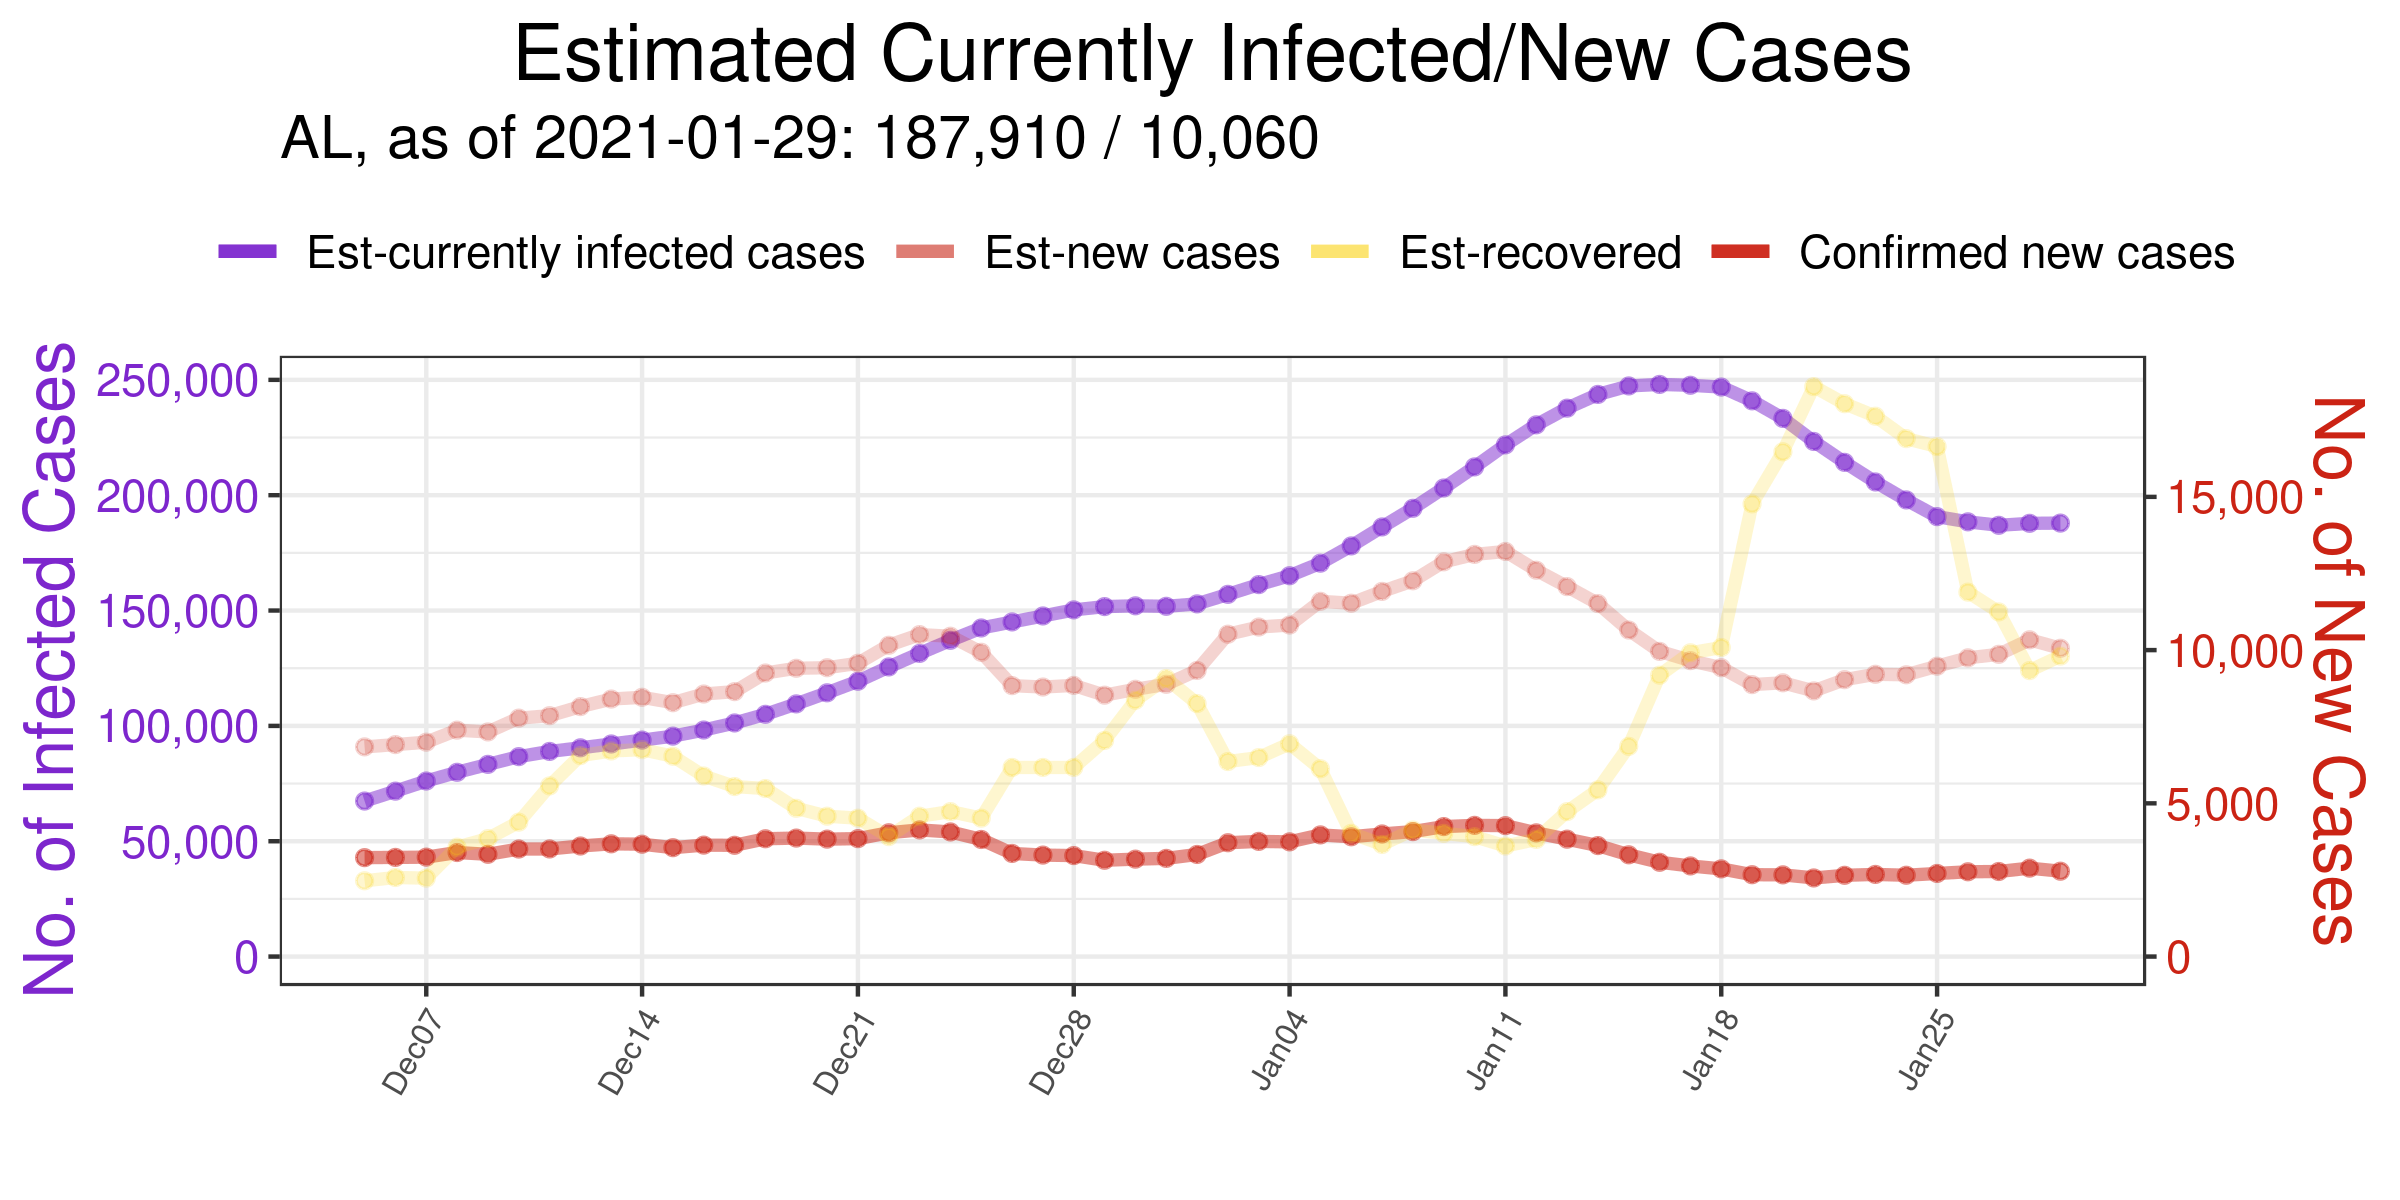 Estimated Currently Infected/New Cases
AL, as of 2021-01-29: 187,910 / 10,060
Est-currently infected cases Est-new cases Est-recovered Confirmed new cases
No. of Infected Cases
250,000
200,000
150,000
100,000
50,000
0
15,000
10,000
5,000
0
No. of New Cases
Dec07 Dec14 Dec21 Dec28 Jan04 Jan11 Jan18 Jan25